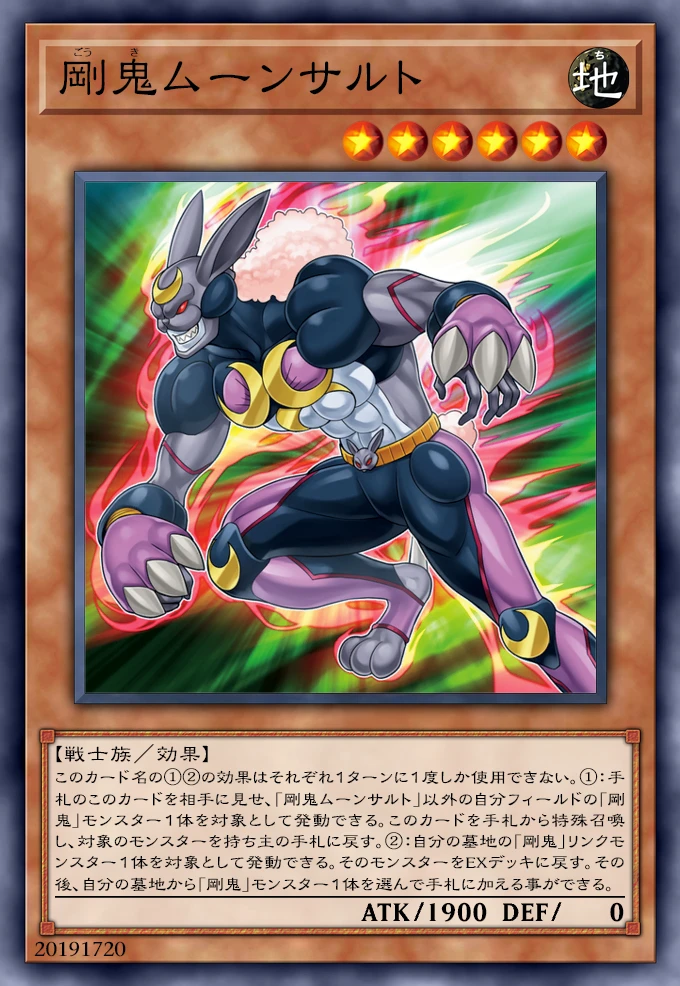 ごう き
剛鬼ムーンサルト
ち
地
【戦士族／効果】
このカード名の①②の効果はそれぞれ1ターンに1度しか使用できない。①：手
札のこのカードを相手に見せ、「剛鬼ムーンサルト」以外の自分フィールドの「剛
鬼」モンスター1体を対象として発動できる。このカードを手札から特殊召喚
し、対象のモンスターを持ち主の手札に戻す。②：自分の墓地の「剛鬼」リンクモ
ンスター1体を対象として発動できる。そのモンスターをEXデッキに戻す。その
後、自分の墓地から「剛鬼」モンスター1体を選んで手札に加える事ができる。
ATK/1900 DEF/ 0
20191720